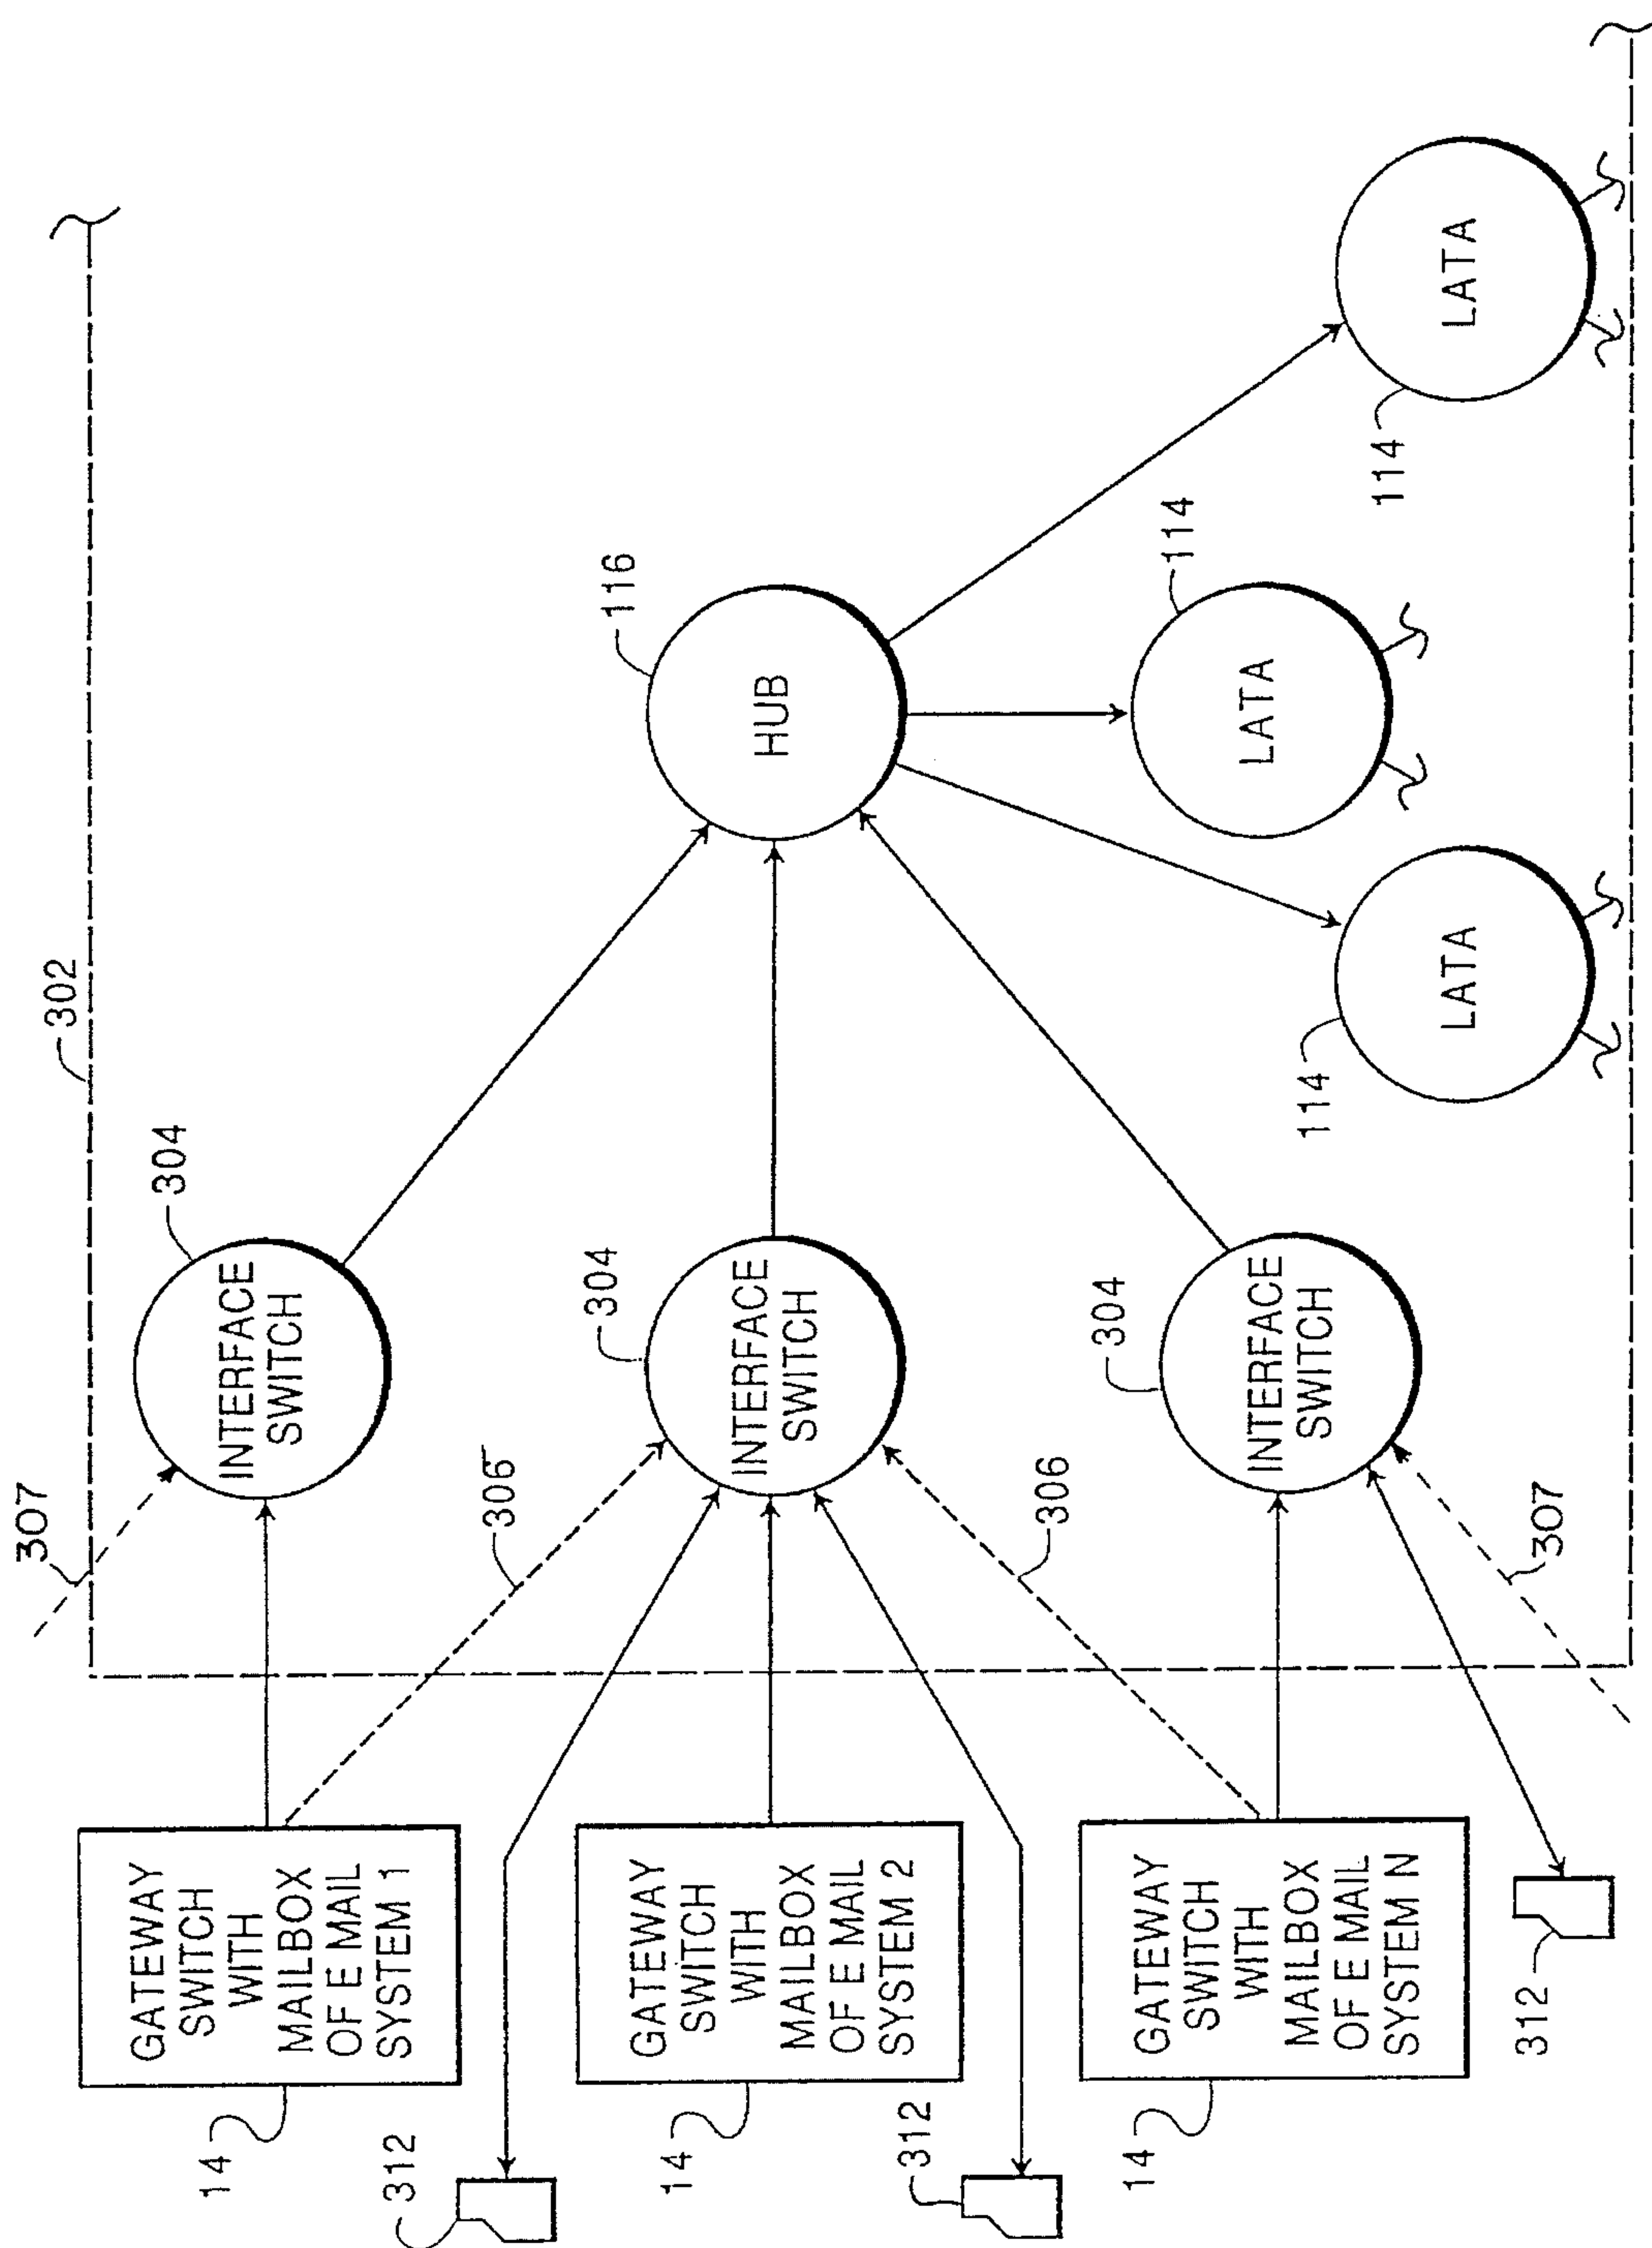 302
307
304
INTERFACE
SWITCH
GATEWAY
SWITCH
WITH
MAILBOX
OF E MAIL
SYSTEM 1
14
312
306
116
HUB
304
INTERFACE
SWITCH
GATEWAY
SWITCH
WITH
MAILBOX
OF E MAIL
SYSTEM 2
14
312
306
304
INTERFACE
SWITCH
GATEWAY
SWITCH
WITH
MAILBOX
OF E MAIL
SYSTEM N
14
312
307
114
LATA
114
LATA
114
LATA